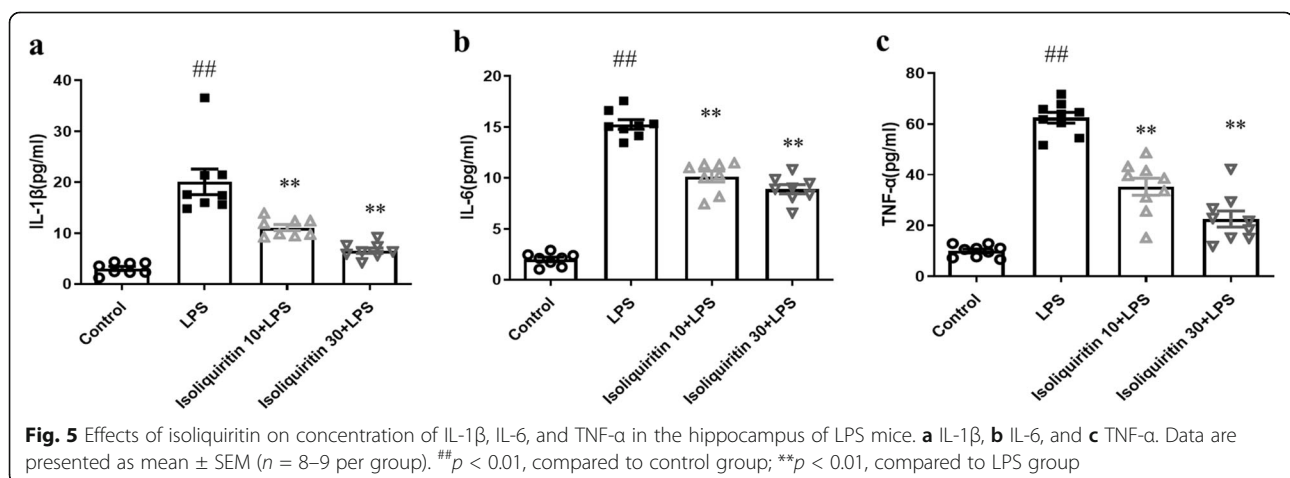 a
##
**
**
IL-1β(pg/ml)
40
30
20
10
0
Control
LPS
Isoliquiritin 10+LPS
Isoliquiritin 30+LPS
b
##
**
**
IL-6(pg/ml)
20
15
10
5
0
Control
LPS
Isoliquiritin 10+LPS
Isoliquiritin 30+LPS
c
##
**
**
TNF-α(pg/ml)
80
60
40
20
0
Control
LPS
Isoliquiritin 10+LPS
Isoliquiritin 30+LPS
Fig. 5 Effects of isoliquiritin on concentration of IL-1β, IL-6, and TNF-α in the hippocampus of LPS mice. a IL-1β, b IL-6, and c TNF-α. Data are
presented as mean ± SEM (n = 8–9 per group). ##p < 0.01, compared to control group; **p < 0.01, compared to LPS group